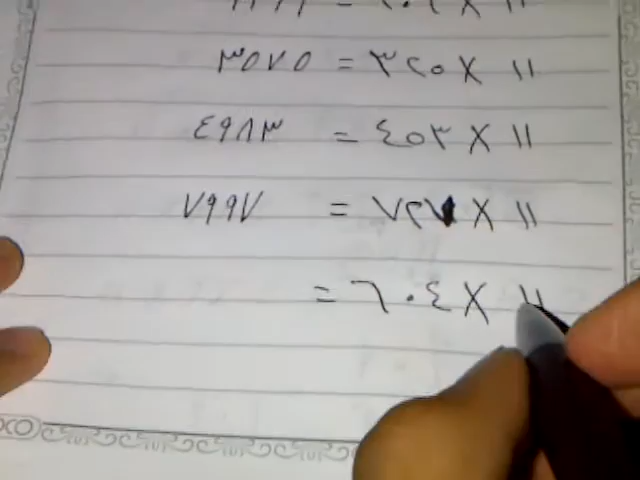 ١١ X ٣٢٥ = ٣٥٧٥
١١ X ٤٥٣ = ٤٩٨٣
١١ X ٧٢٧ = ٧٩٩٧
١١ X ٦٠٤ =